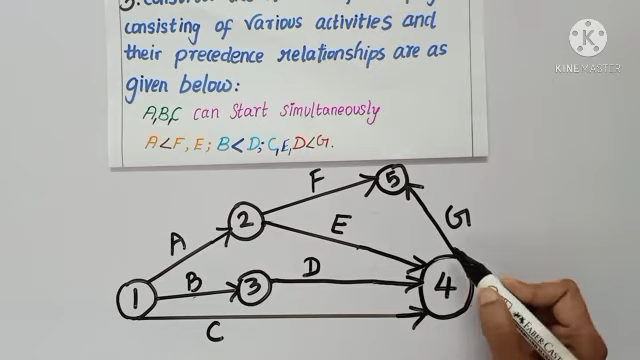 consisting of various activities and
their precedence relationships are as
given below:
A,B,C can start simultaneously
A<F, E; B<D; C,E,D<G.
KINEMASTER
F
5
G
A
2
E
1
B
3
D
4
C
FABER-CASTELL